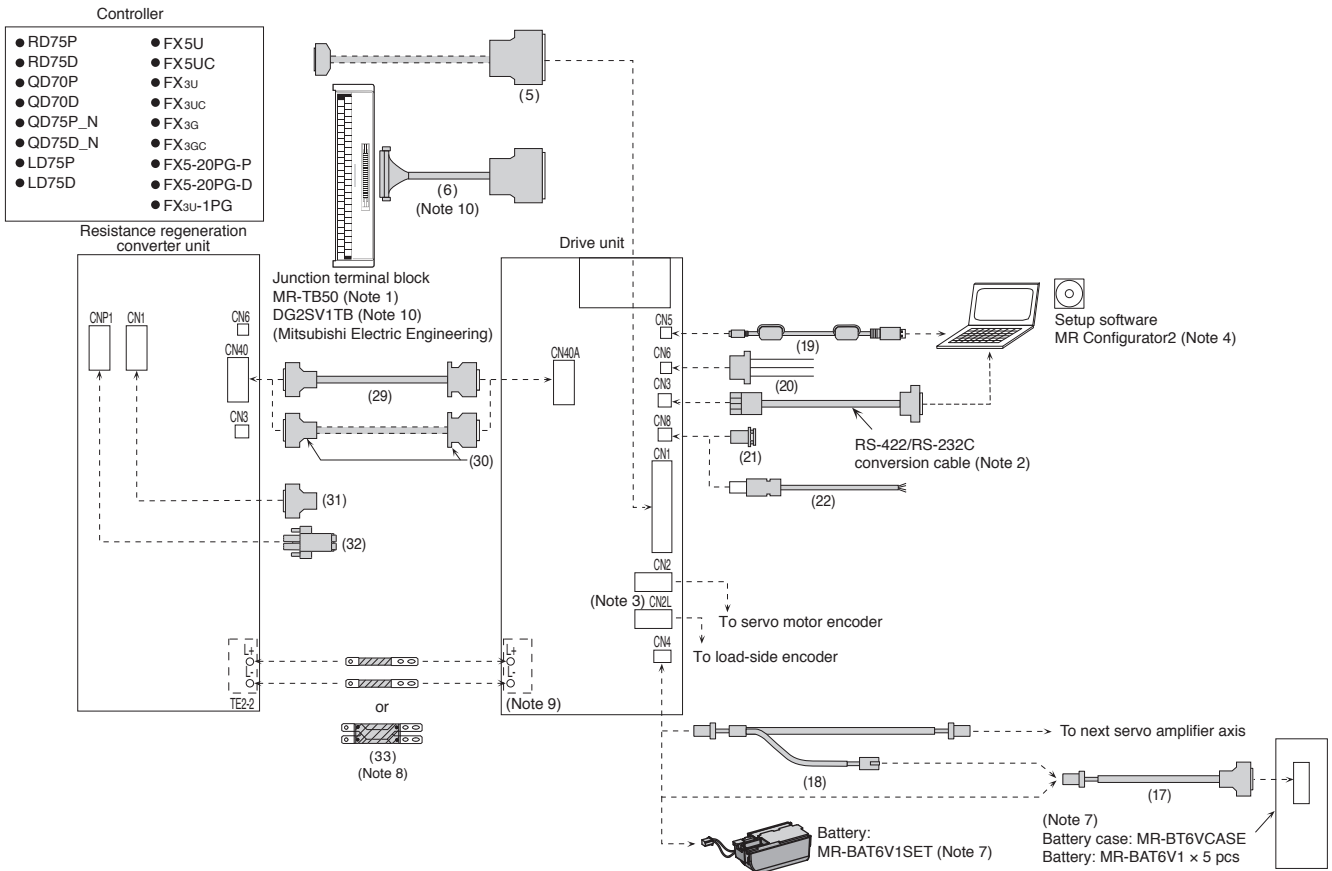 Controller
● RD75P
● RD75D
● QD70P
● QD70D
● QD75P_N
● QD75D_N
● LD75P
● LD75D
● FX5U
● FX5UC
● FX3U
● FX3UC
● FX3G
● FX3GC
● FX5-20PG-P
● FX5-20PG-D
● FX3U-1PG
(5)
(6)
(Note 10)
Resistance regeneration
converter unit
Junction terminal block
MR-TB50 (Note 1)
DG2SV1TB (Note 10)
(Mitsubishi Electric Engineering)
Drive unit
CNP1
CN1
CN6
CN40
CN3
(29)
(30)
(31)
(32)
CN40A
CN5
CN6
CN3
CN8
CN1
CN2
(Note 3)
CN2L
CN4
(19)
(20)
(21)
(22)
Setup software
MR Configurator2 (Note 4)
RS-422/RS-232C
conversion cable (Note 2)
To servo motor encoder
To load-side encoder
L+
L-
TE2-2
or
(33)
(Note 8)
L+
L-
(Note 9)
To next servo amplifier axis
(18)
(17)
Battery:
MR-BAT6V1SET (Note 7)
(Note 7)
Battery case: MR-BT6VCASE
Battery: MR-BAT6V1 × 5 pcs